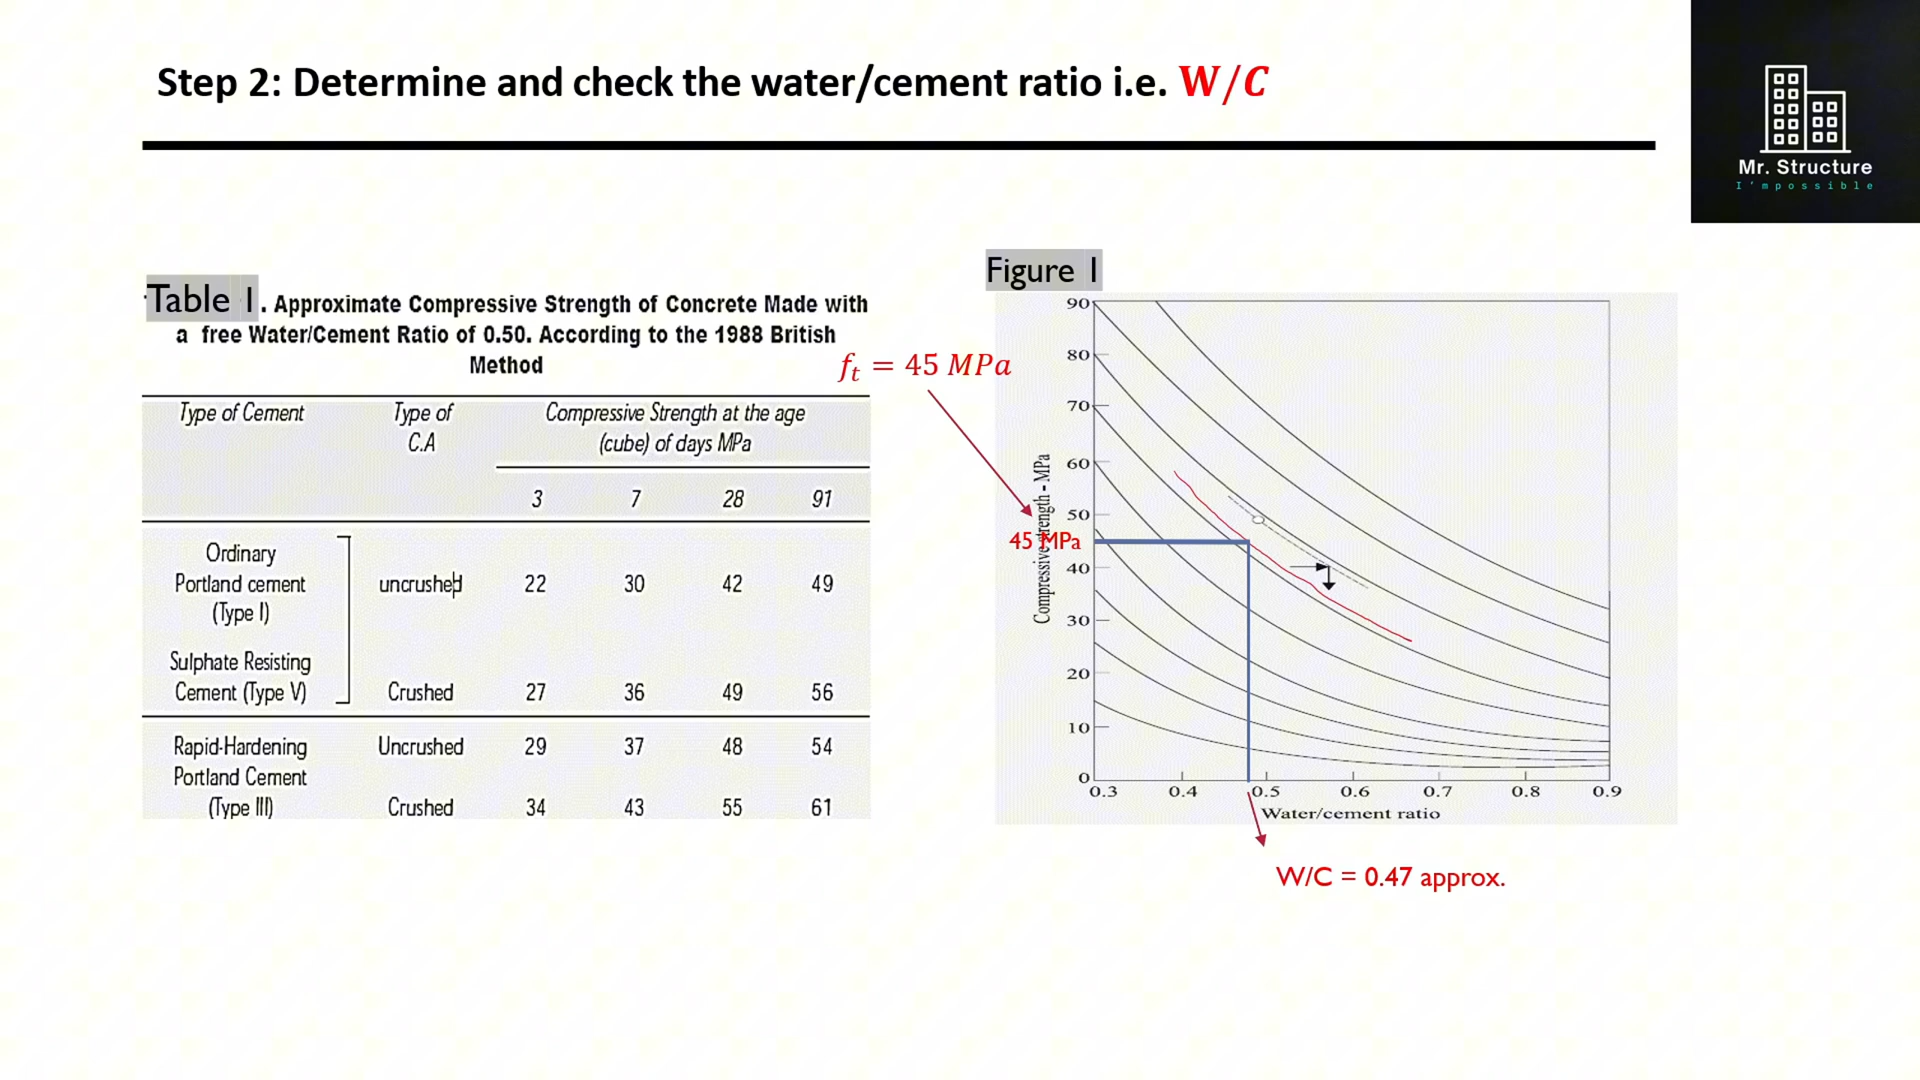 Step 2: Determine and check the water/cement ratio i.e. W/C
Mr. Structure
I'mpossible
Table 1. Approximate Compressive Strength of Concrete Made with
a free Water/Cement Ratio of 0.50. According to the 1988 British
Method
Type of Cement Type of Compressive Strength at the age
C.A (cube) of days MPa
3 7 28 91
Ordinary
Portland cement uncrushed 22 30 42 49
(Type I)
Sulphate Resisting
Cement (Type V) Crushed 27 36 49 56
Rapid-Hardening Uncrushed 29 37 48 54
Portland Cement
(Type III) Crushed 34 43 55 61
Figure 1
f_t = 45 MPa
Compressive strength - MPa
90
80
70
60
50
45 MPa
40
30
20
10
0
0.3 0.4 0.5 0.6 0.7 0.8 0.9
Water/cement ratio
W/C = 0.47 approx.